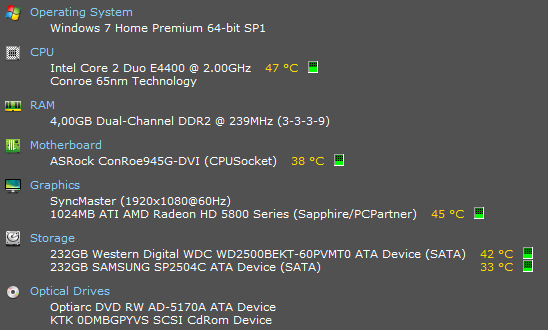 Operating System
Windows 7 Home Premium 64-bit SP1
CPU
Intel Core 2 Duo E4400 @ 2.00GHz 47 °C
Conroe 65nm Technology
RAM
4,00GB Dual-Channel DDR2 @ 239MHz (3-3-3-9)
Motherboard
ASRock ConRoe945G-DVI (CPUSocket) 38 °C
Graphics
SyncMaster (1920x1080@60Hz)
1024MB ATI AMD Radeon HD 5800 Series (Sapphire/PCPartner) 45 °C
Storage
232GB Western Digital WDC WD2500BEKT-60PVMT0 ATA Device (SATA) 42 °C
232GB SAMSUNG SP2504C ATA Device (SATA) 33 °C
Optical Drives
Optiarc DVD RW AD-5170A ATA Device
KTK 0DMBGPYVS SCSI CdRom Device